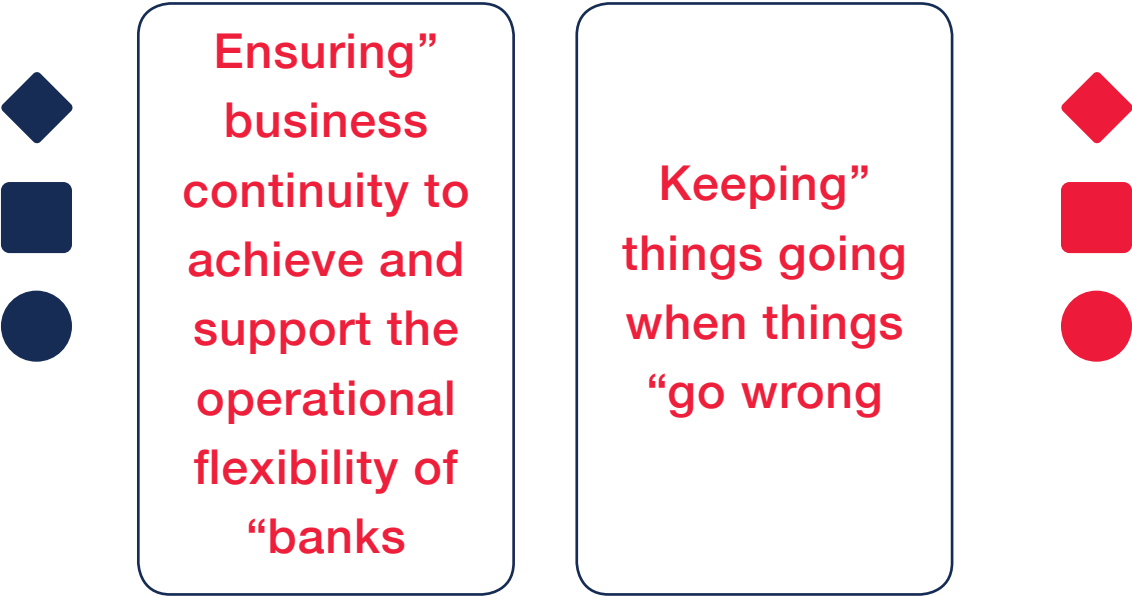 Ensuring”
business
continuity to
achieve and
support the
operational
flexibility of
“banks
Keeping”
things going
when things
“go wrong